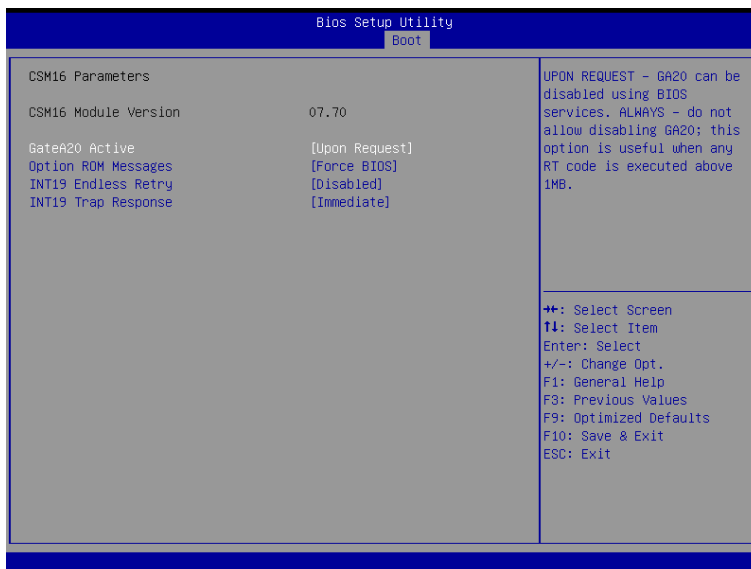 Bios Setup Utility
Boot
CSM16 Parameters
CSM16 Module Version 07.70
GateA20 Active [Upon Request]
Option ROM Messages [Force BIOS]
INT19 Endless Retry [Disabled]
INT19 Trap Response [Immediate]
UPON REQUEST – GA20 can be
disabled using BIOS
services. ALWAYS – do not
allow disabling GA20; this
option is useful when any
RT code is executed above
1MB.
→←: Select Screen
↑↓: Select Item
Enter: Select
+/-: Change Opt.
F1: General Help
F3: Previous Values
F9: Optimized Defaults
F10: Save & Exit
ESC: Exit